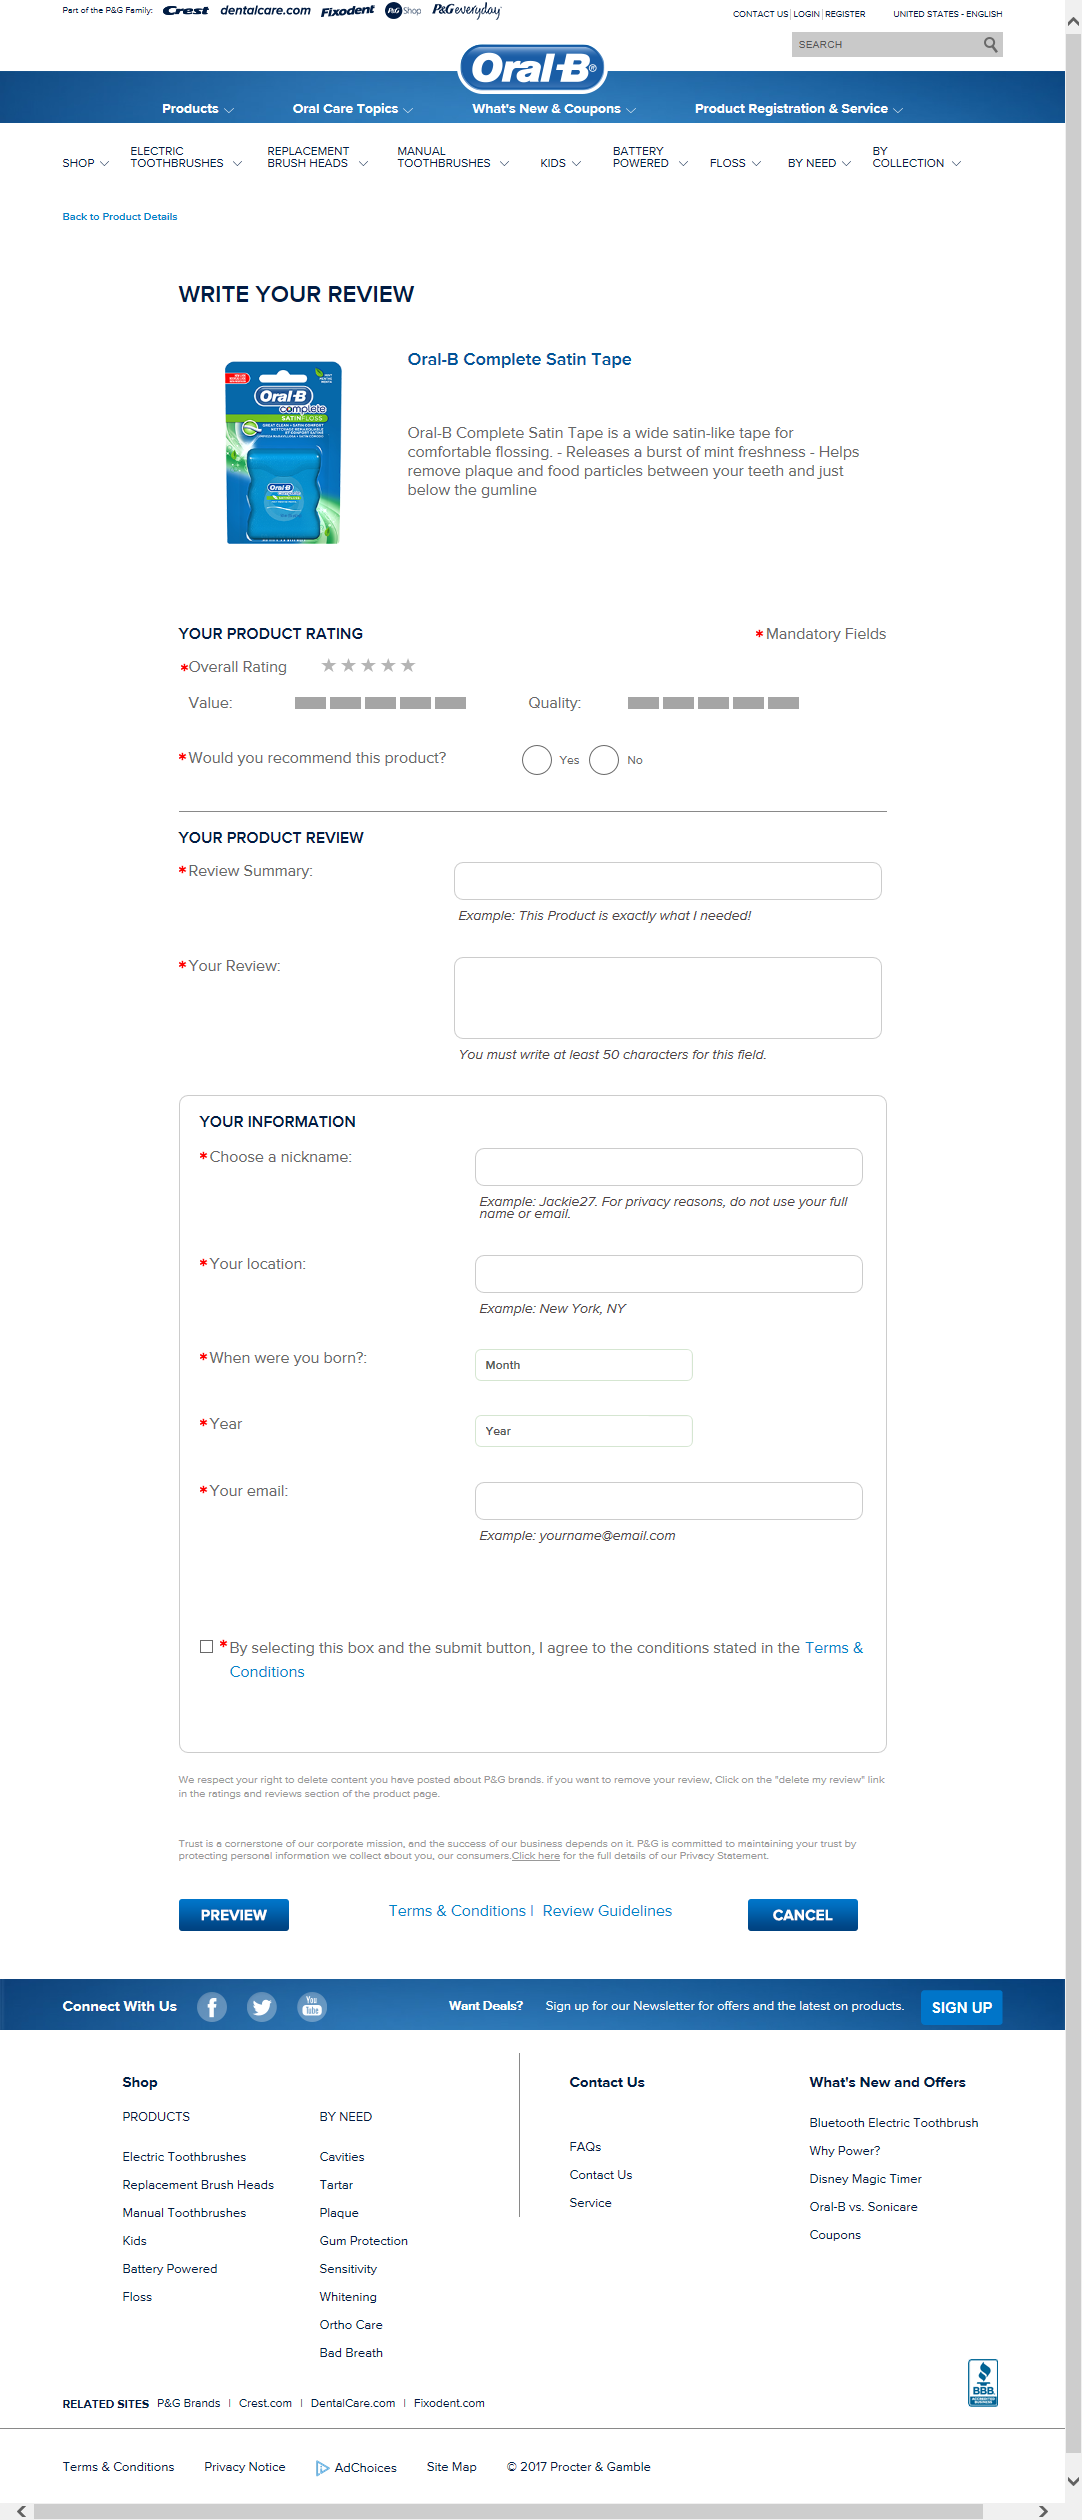 Part of the P&G Family: Crest dentalcare.com Fixodent P&G Shop P&G everyday
CONTACT US | LOGIN | REGISTER UNITED STATES - ENGLISH
SEARCH
Oral-B®
Products Oral Care Topics What's New & Coupons Product Registration & Service
SHOP ELECTRIC TOOTHBRUSHES REPLACEMENT BRUSH HEADS MANUAL TOOTHBRUSHES KIDS BATTERY POWERED FLOSS BY NEED BY COLLECTION
Back to Product Details
WRITE YOUR REVIEW
Oral-B
complete
SATINFLOSS
Oral-B Complete Satin Tape
Oral-B Complete Satin Tape is a wide satin-like tape for
comfortable flossing. - Releases a burst of mint freshness - Helps
remove plaque and food particles between your teeth and just
below the gumline
YOUR PRODUCT RATING
* Mandatory Fields
*Overall Rating
Value: Quality:
*Would you recommend this product? Yes No
YOUR PRODUCT REVIEW
*Review Summary:
Example: This Product is exactly what I needed!
*Your Review:
You must write at least 50 characters for this field.
YOUR INFORMATION
*Choose a nickname:
Example: Jackie27. For privacy reasons, do not use your full
name or email.
*Your location:
Example: New York, NY
*When were you born?: Month
*Year Year
*Your email:
Example: yourname@email.com
*By selecting this box and the submit button, I agree to the conditions stated in the Terms &
Conditions
We respect your right to delete content you have posted about P&G brands. if you want to remove your review, Click on the "delete my review" link
in the ratings and reviews section of the product page.
Trust is a cornerstone of our corporate mission, and the success of our business depends on it. P&G is committed to maintaining your trust by
protecting personal information we collect about you, our consumers.Click here for the full details of our Privacy Statement.
PREVIEW Terms & Conditions | Review Guidelines CANCEL
Connect With Us You Tube Want Deals? Sign up for our Newsletter for offers and the latest on products. SIGN UP
Shop
PRODUCTS
Electric Toothbrushes
Replacement Brush Heads
Manual Toothbrushes
Kids
Battery Powered
Floss
BY NEED
Cavities
Tartar
Plaque
Gum Protection
Sensitivity
Whitening
Ortho Care
Bad Breath
Contact Us
FAQs
Contact Us
Service
What's New and Offers
Bluetooth Electric Toothbrush
Why Power?
Disney Magic Timer
Oral-B vs. Sonicare
Coupons
BBB
ACCREDITED BUSINESS
RELATED SITES P&G Brands | Crest.com | DentalCare.com | Fixodent.com
Terms & Conditions Privacy Notice AdChoices Site Map © 2017 Procter & Gamble